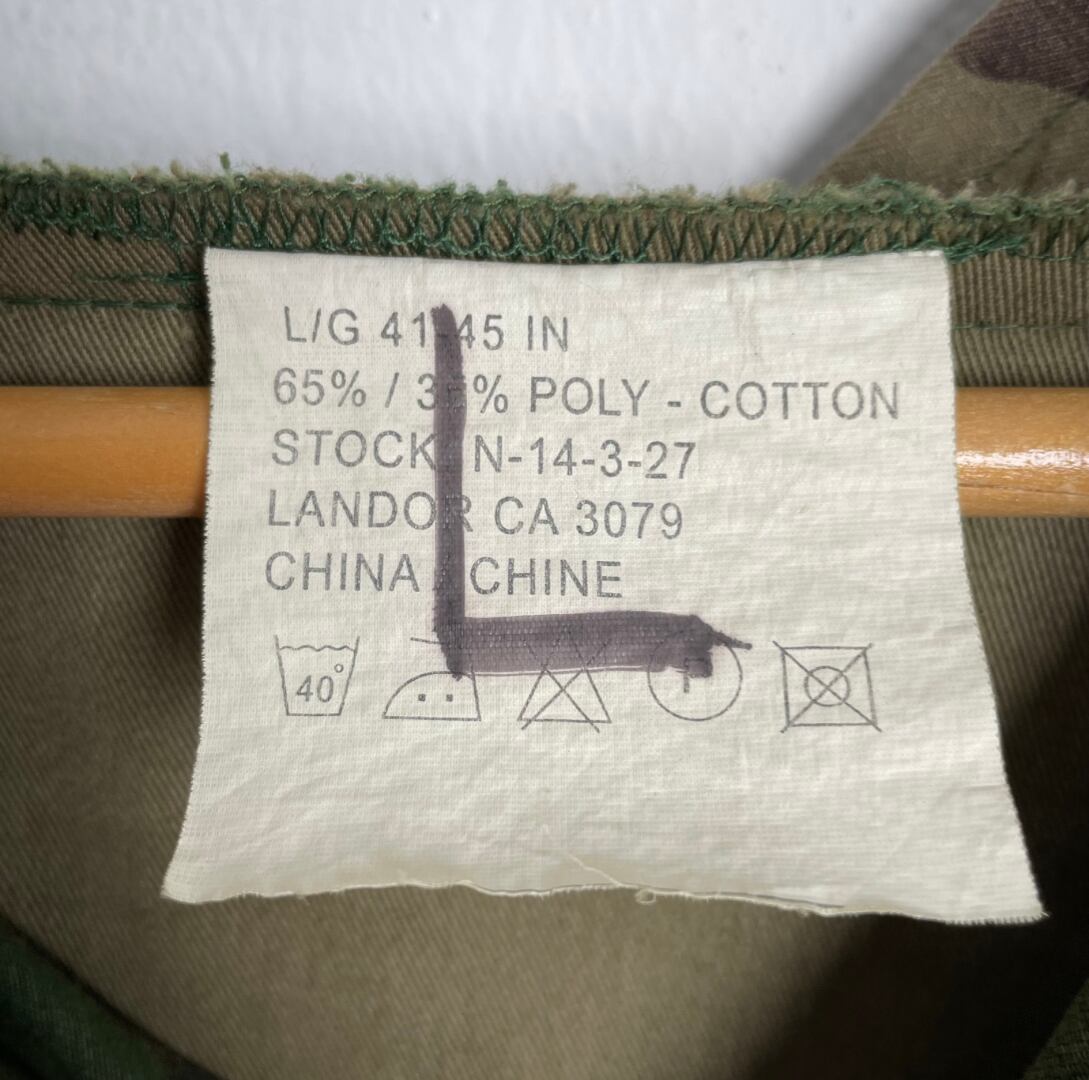 L/G 41-45 IN
65% / 35% POLY - COTTON
STOCK N-14-3-27
LANDOR CA 3079
CHINA / CHINE
40°
P
L